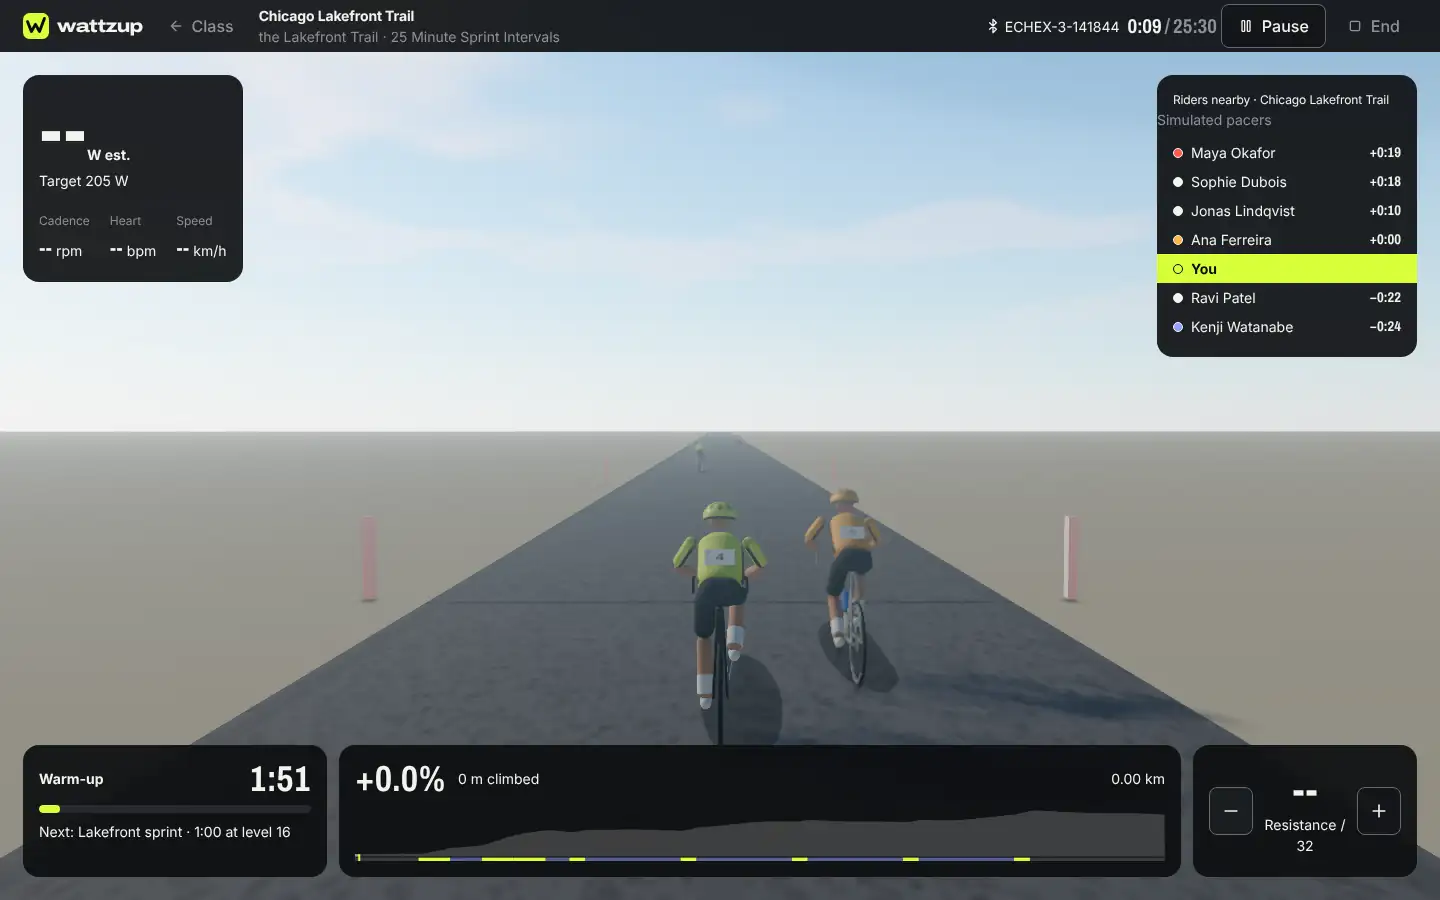 wattzup
Class
Chicago Lakefront Trail
the Lakefront Trail · 25 Minute Sprint Intervals
ECHEX-3-141844
0:09 / 25:30
Pause
End
-- W est.
Target 205 W
Cadence Heart Speed
-- rpm -- bpm -- km/h
Riders nearby · Chicago Lakefront Trail
Simulated pacers
Maya Okafor +0:19
Sophie Dubois +0:18
Jonas Lindqvist +0:10
Ana Ferreira +0:00
You
Ravi Patel −0:22
Kenji Watanabe −0:24
4
Warm-up 1:51
Next: Lakefront sprint · 1:00 at level 16
+0.0% 0 m climbed 0.00 km
−
--
Resistance /
32
+